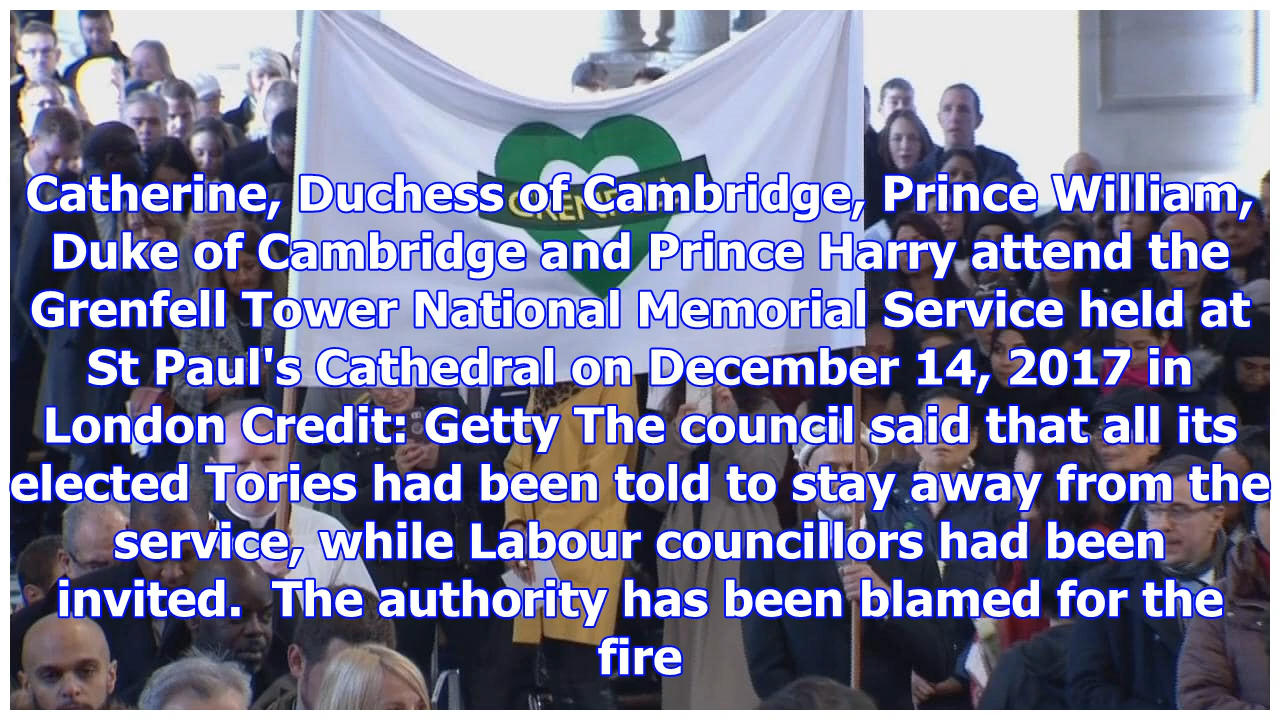 GRENFELL
Catherine, Duchess of Cambridge, Prince William,
Duke of Cambridge and Prince Harry attend the
Grenfell Tower National Memorial Service held at
St Paul's Cathedral on December 14, 2017 in
London Credit: Getty The council said that all its
elected Tories had been told to stay away from the
service, while Labour councillors had been
invited.  The authority has been blamed for the
fire